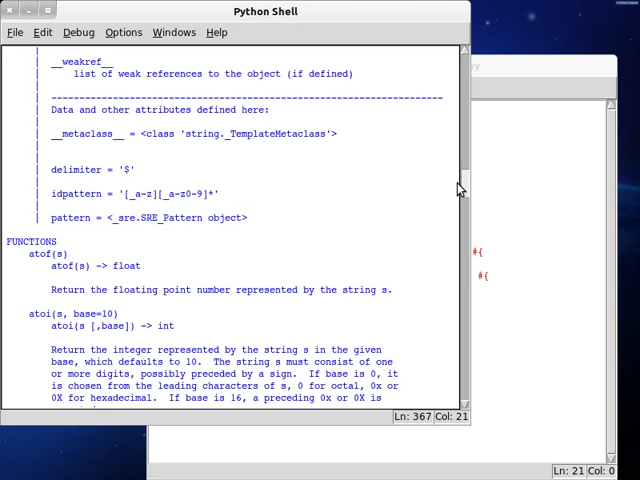 Python Shell
File Edit Debug Options Windows Help
|
|  __weakref__
|      list of weak references to the object (if defined)
|
|  ----------------------------------------------------------------------
|  Data and other attributes defined here:
|
|  __metaclass__ = <class 'string._TemplateMetaclass'>
|
|
|  delimiter = '$'
|
|  idpattern = '[_a-z][_a-z0-9]*'
|
|  pattern = <_sre.SRE_Pattern object>
FUNCTIONS
atof(s)
atof(s) -> float
Return the floating point number represented by the string s.
atoi(s, base=10)
atoi(s [,base]) -> int
Return the integer represented by the string s in the given
base, which defaults to 10.  The string s must consist of one
or more digits, possibly preceded by a sign.  If base is 0, it
is chosen from the leading characters of s, 0 for octal, 0x or
0X for hexadecimal.  If base is 16, a preceding 0x or 0X is
Ln: 367 Col: 21
#{
#{
Ln: 21 Col: 0